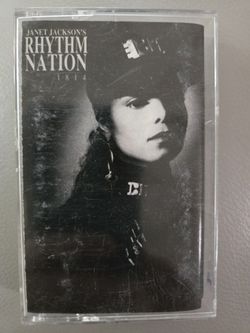 JANET JACKSON'S
RHYTHM
NATION
1814